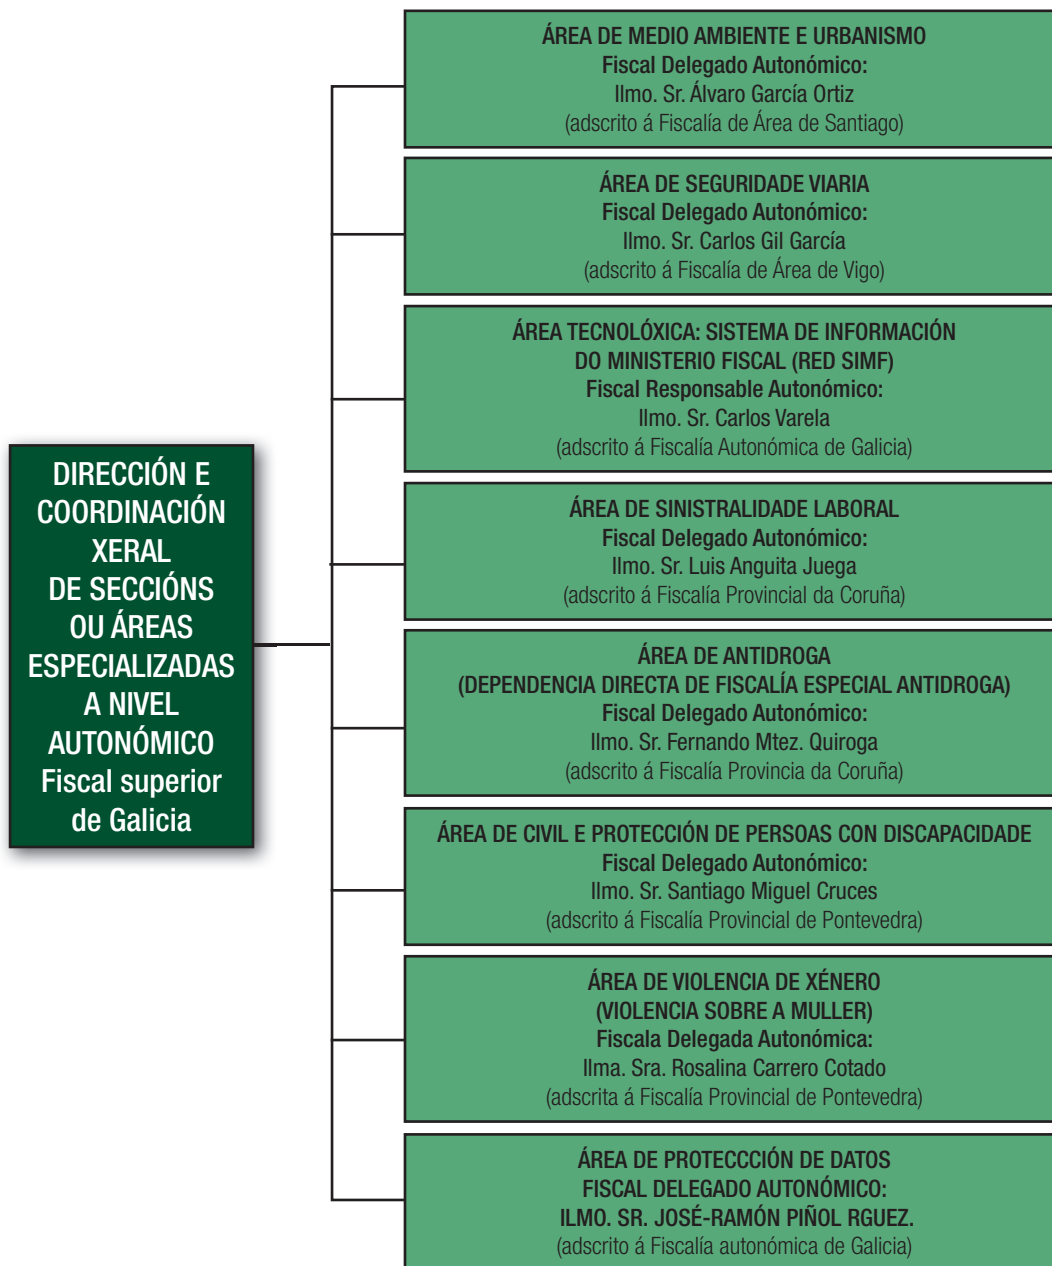 DIRECCIÓN E
COORDINACIÓN
XERAL
DE SECCIÓNS
OU ÁREAS
ESPECIALIZADAS
A NIVEL
AUTONÓMICO
Fiscal superior
de Galicia
ÁREA DE MEDIO AMBIENTE E URBANISMO
Fiscal Delegado Autonómico:
Ilmo. Sr. Álvaro García Ortiz
(adscrito á Fiscalía de Área de Santiago)
ÁREA DE SEGURIDADE VIARIA
Fiscal Delegado Autonómico:
Ilmo. Sr. Carlos Gil García
(adscrito á Fiscalía de Área de Vigo)
ÁREA TECNOLÓXICA: SISTEMA DE INFORMACIÓN
DO MINISTERIO FISCAL (RED SIMF)
Fiscal Responsable Autonómico:
Ilmo. Sr. Carlos Varela
(adscrito á Fiscalía Autonómica de Galicia)
ÁREA DE SINISTRALIDADE LABORAL
Fiscal Delegado Autonómico:
Ilmo. Sr. Luis Anguita Juega
(adscrito á Fiscalía Provincial da Coruña)
ÁREA DE ANTIDROGA
(DEPENDENCIA DIRECTA DE FISCALÍA ESPECIAL ANTIDROGA)
Fiscal Delegado Autonómico:
Ilmo. Sr. Fernando Mtez. Quiroga
(adscrito á Fiscalía Provincia da Coruña)
ÁREA DE CIVIL E PROTECCIÓN DE PERSOAS CON DISCAPACIDADE
Fiscal Delegado Autonómico:
Ilmo. Sr. Santiago Miguel Cruces
(adscrito á Fiscalía Provincial de Pontevedra)
ÁREA DE VIOLENCIA DE XÉNERO
(VIOLENCIA SOBRE A MULLER)
Fiscala Delegada Autonómica:
Ilma. Sra. Rosalina Carrero Cotado
(adscrita á Fiscalía Provincial de Pontevedra)
ÁREA DE PROTECCCIÓN DE DATOS
FISCAL DELEGADO AUTONÓMICO:
ILMO. SR. JOSÉ-RAMÓN PIÑOL RGUEZ.
(adscrito á Fiscalía autonómica de Galicia)